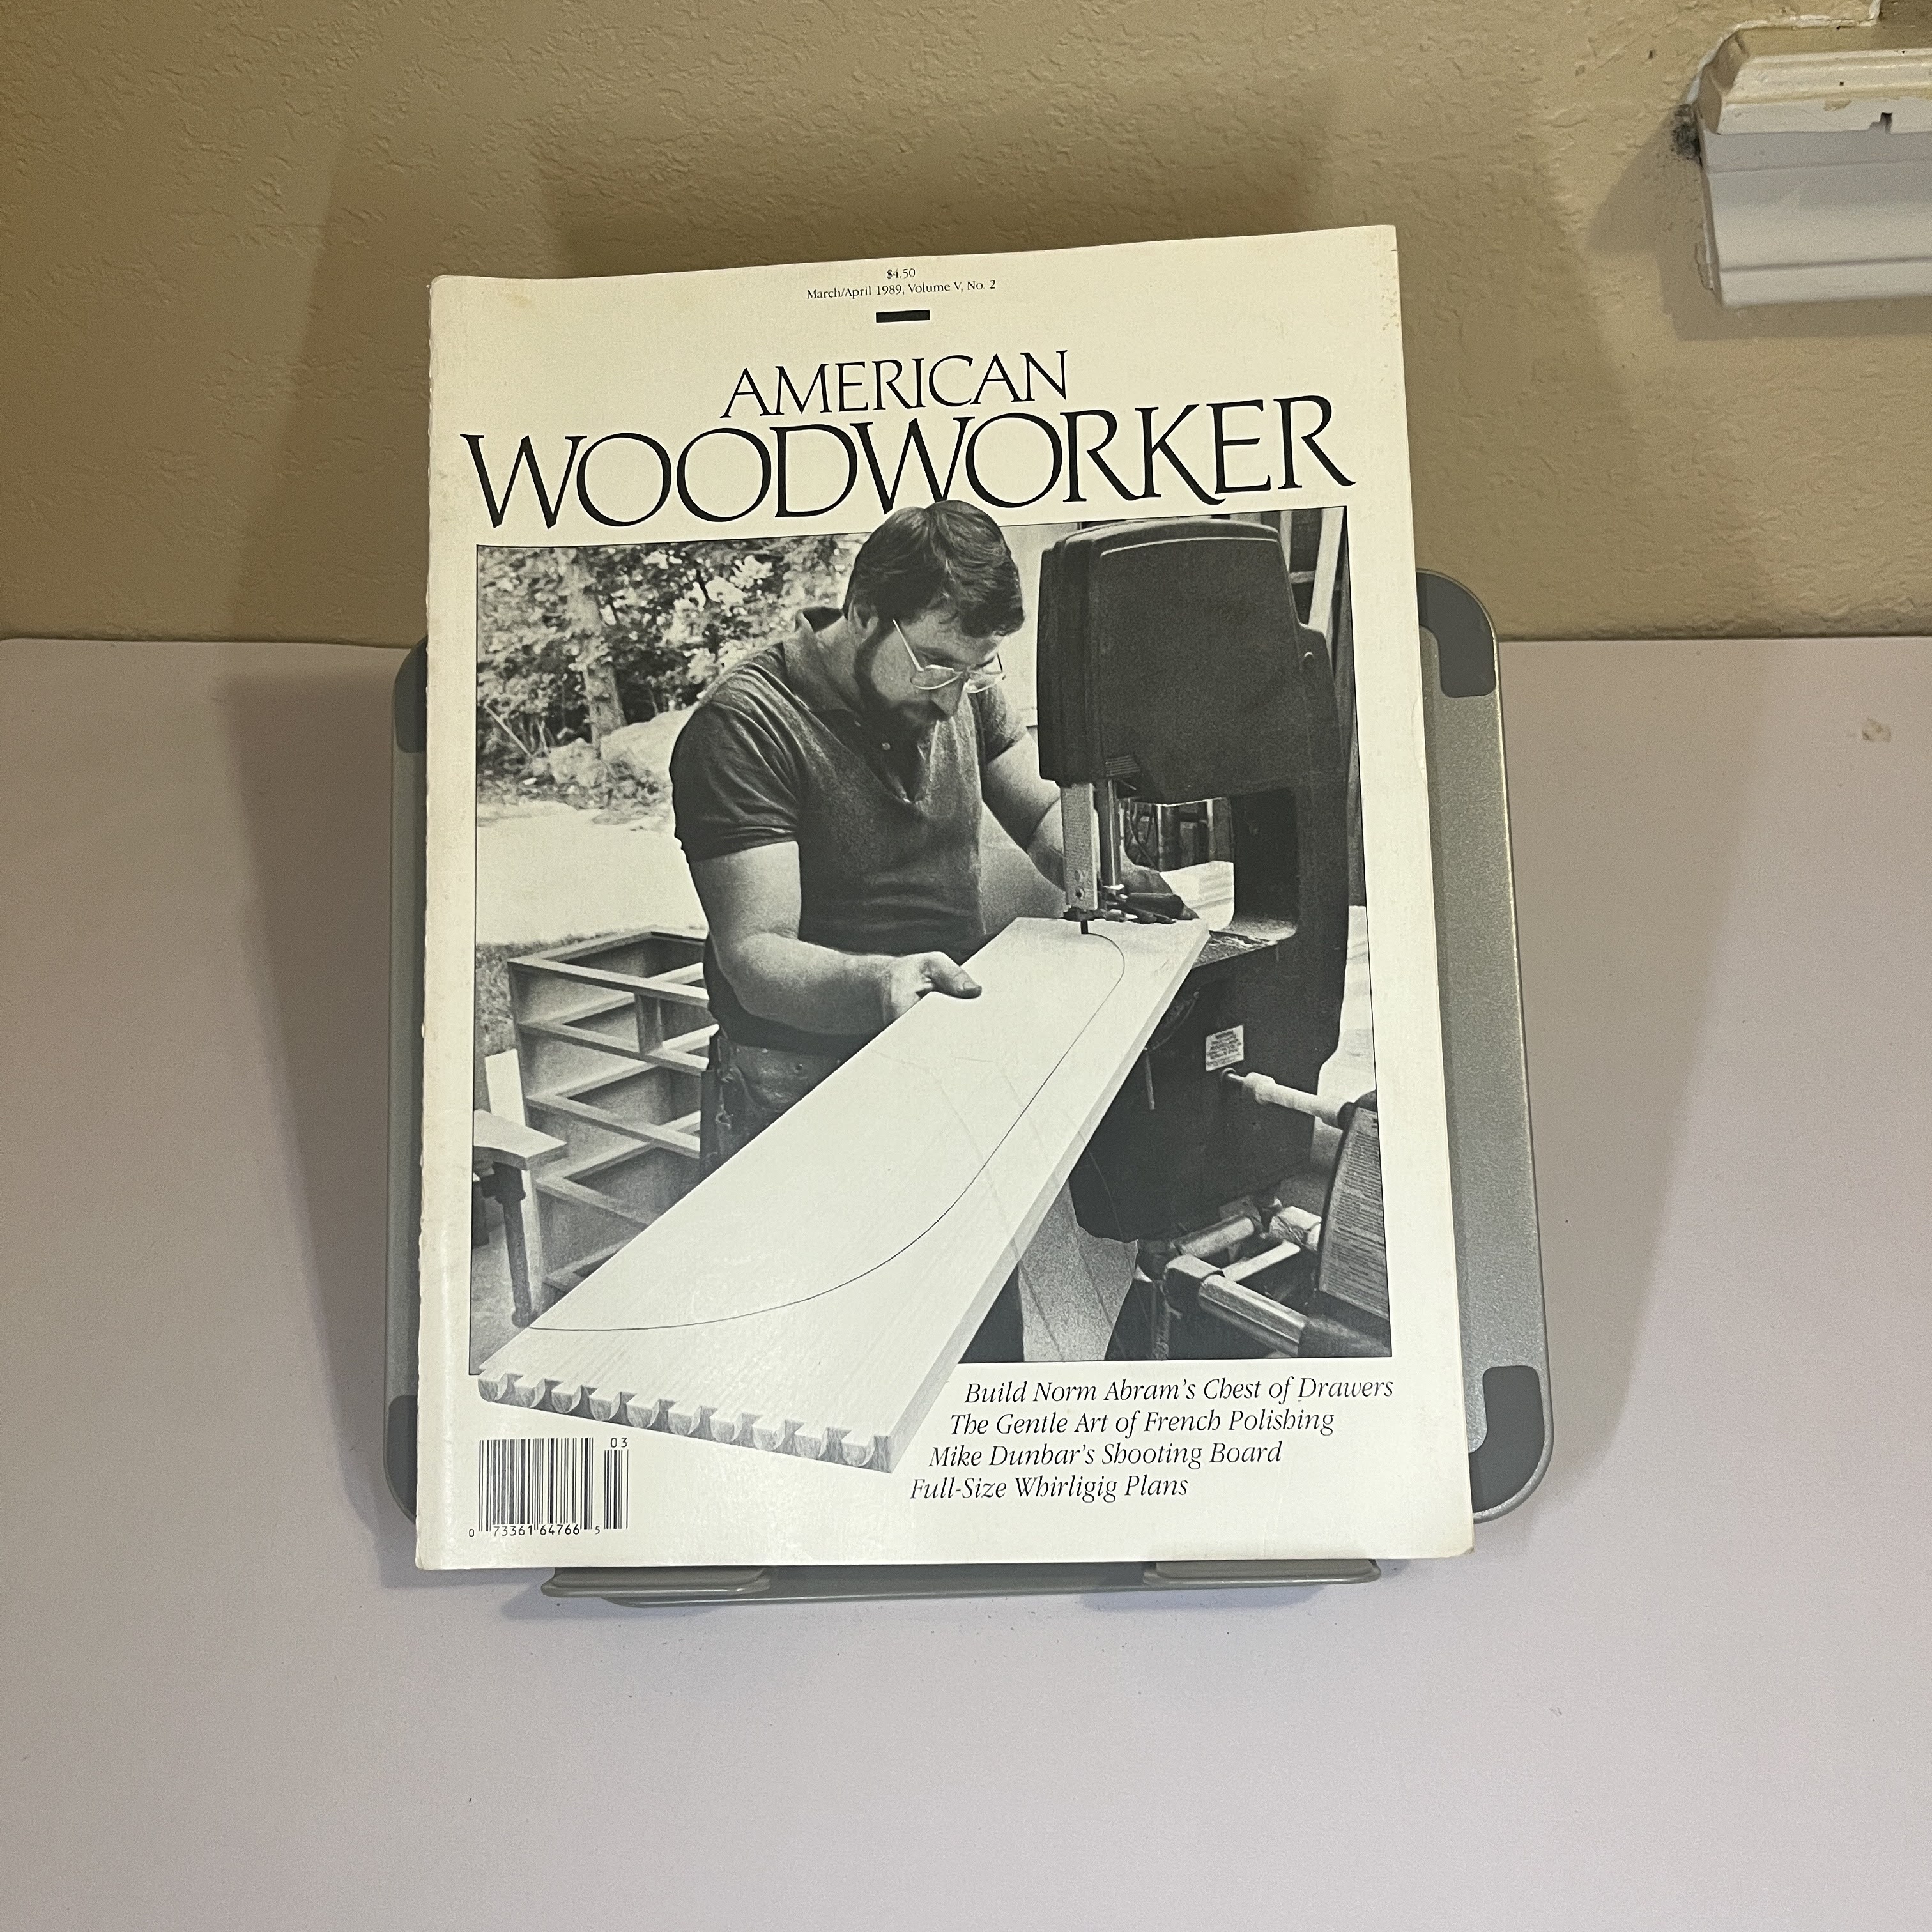 $4.50
March/April 1989, Volume V, No. 2
AMERICAN
WOODWORKER
Build Norm Abram's Chest of Drawers
The Gentle Art of French Polishing
Mike Dunbar's Shooting Board
Full-Size Whirligig Plans
03
0 73361 64766 5